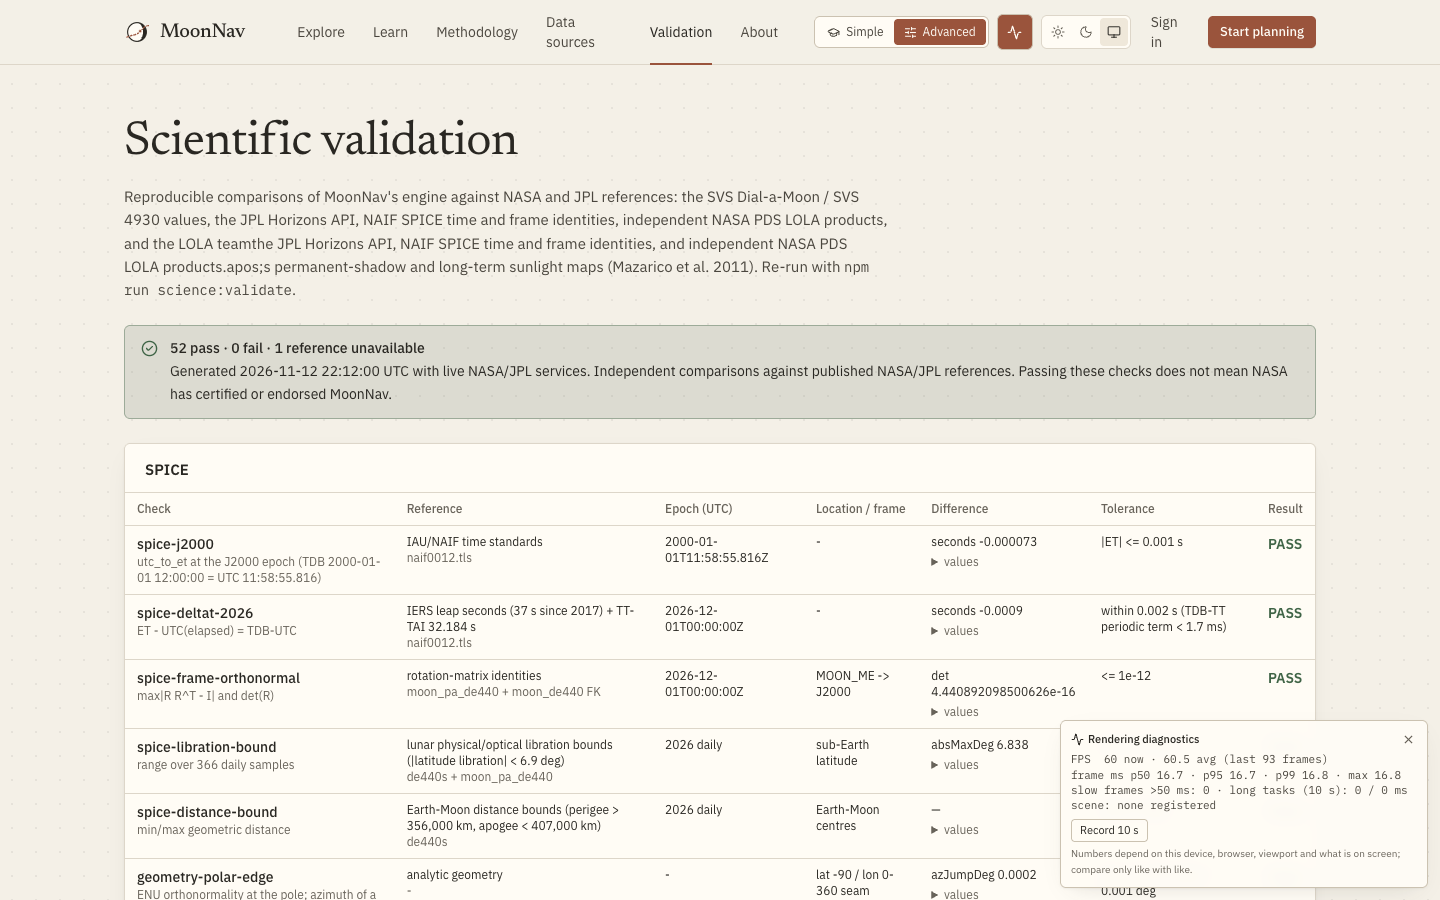 MoonNav
Explore
Learn
Methodology
Data
sources
Validation
About
Simple
Advanced
Sign
in
Start planning
Scientific validation
Reproducible comparisons of MoonNav's engine against NASA and JPL references: the SVS Dial-a-Moon / SVS
4930 values, the JPL Horizons API, NAIF SPICE time and frame identities, independent NASA PDS LOLA products,
and the LOLA teamthe JPL Horizons API, NAIF SPICE time and frame identities, and independent NASA PDS
LOLA products.apos;s permanent-shadow and long-term sunlight maps (Mazarico et al. 2011). Re-run with npm
run science:validate.
52 pass · 0 fail · 1 reference unavailable
Generated 2026-11-12 22:12:00 UTC with live NASA/JPL services. Independent comparisons against published NASA/JPL references. Passing these checks does not mean NASA
has certified or endorsed MoonNav.
SPICE
Check
Reference
Epoch (UTC)
Location / frame
Difference
Tolerance
Result
spice-j2000
utc_to_et at the J2000 epoch (TDB 2000-01-
01 12:00:00 = UTC 11:58:55.816)
IAU/NAIF time standards
naif0012.tls
2000-01-
01T11:58:55.816Z
-
seconds -0.000073
▶ values
|ET| <= 0.001 s
PASS
spice-deltat-2026
ET - UTC(elapsed) = TDB-UTC
IERS leap seconds (37 s since 2017) + TT-
TAI 32.184 s
naif0012.tls
2026-12-
01T00:00:00Z
-
seconds -0.0009
▶ values
within 0.002 s (TDB-TT
periodic term < 1.7 ms)
PASS
spice-frame-orthonormal
max|R R^T - I| and det(R)
rotation-matrix identities
moon_pa_de440 + moon_de440 FK
2026-12-
01T00:00:00Z
MOON_ME ->
J2000
det
4.440892098500626e-16
▶ values
<= 1e-12
PASS
spice-libration-bound
range over 366 daily samples
lunar physical/optical libration bounds
(|latitude libration| < 6.9 deg)
de440s + moon_pa_de440
2026 daily
sub-Earth
latitude
absMaxDeg 6.838
▶ values
spice-distance-bound
min/max geometric distance
Earth-Moon distance bounds (perigee >
356,000 km, apogee < 407,000 km)
de440s
2026 daily
Earth-Moon
centres
—
▶ values
geometry-polar-edge
ENU orthonormality at the pole; azimuth of a
analytic geometry
-
-
lat -90 / lon 0-
360 seam
azJumpDeg 0.0002
▶ values
0.001 deg
Rendering diagnostics
FPS 60 now · 60.5 avg (last 93 frames)
frame ms p50 16.7 · p95 16.7 · p99 16.8 · max 16.8
slow frames >50 ms: 0 · long tasks (10 s): 0 / 0 ms
scene: none registered
Record 10 s
Numbers depend on this device, browser, viewport and what is on screen;
compare only like with like.